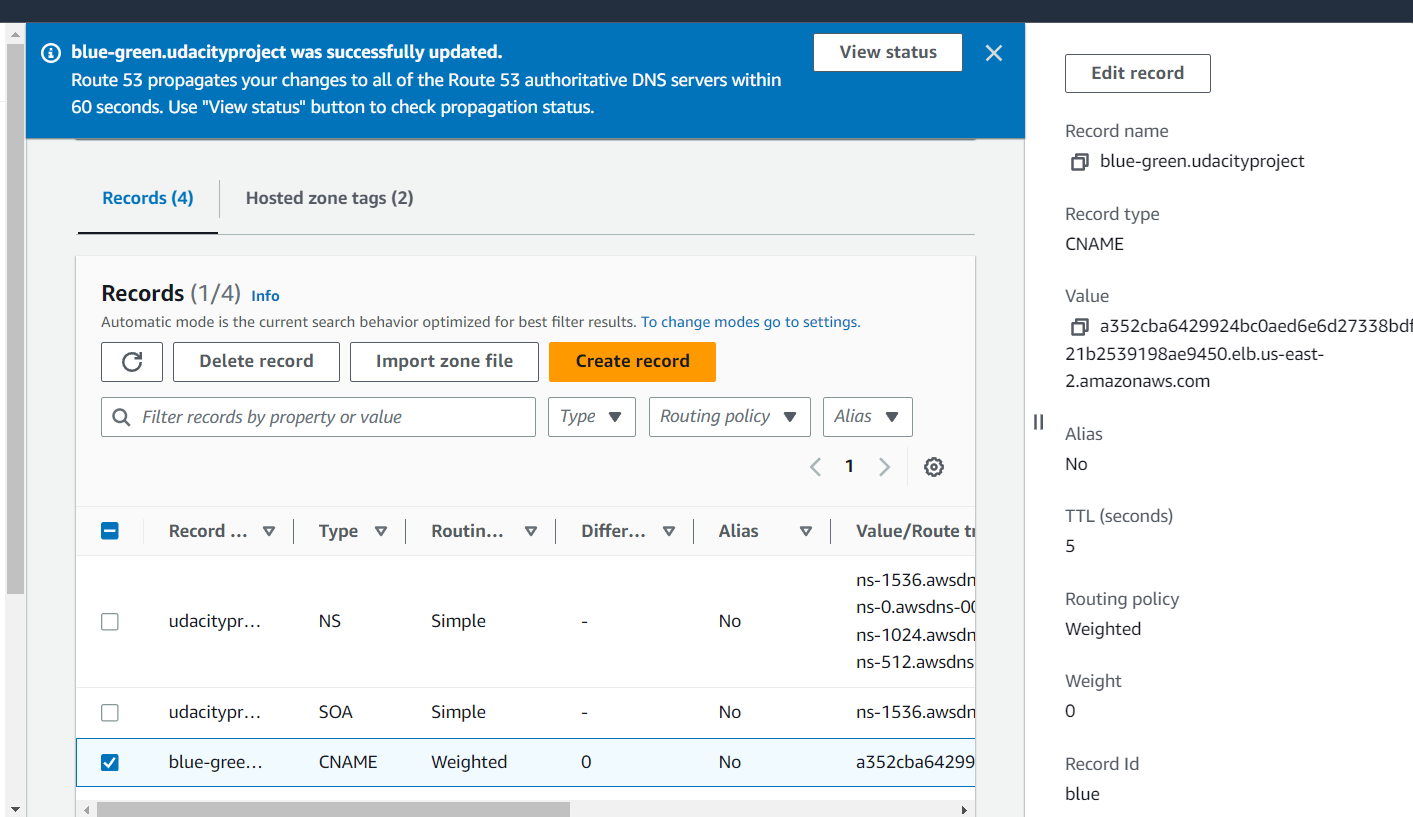 blue-green.udacityproject was successfully updated.
Route 53 propagates your changes to all of the Route 53 authoritative DNS servers within
60 seconds. Use "View status" button to check propagation status.
View status
Records (4)
Hosted zone tags (2)
Records (1/4) Info
Automatic mode is the current search behavior optimized for best filter results. To change modes go to settings.
Delete record
Import zone file
Create record
Filter records by property or value
Type
Routing policy
Alias
1
Record ... Type Routin... Differ... Alias Value/Route tr
ns-1536.awsdn
ns-0.awsdns-00
udacitypr... NS Simple - No
ns-1024.awsdn
ns-512.awsdns
udacitypr... SOA Simple - No ns-1536.awsdn
blue-gree... CNAME Weighted 0 No a352cba64299
Edit record
Record name
blue-green.udacityproject
Record type
CNAME
Value
a352cba6429924bc0aed6e6d27338bdf
21b2539198ae9450.elb.us-east-
2.amazonaws.com
Alias
No
TTL (seconds)
5
Routing policy
Weighted
Weight
0
Record Id
blue